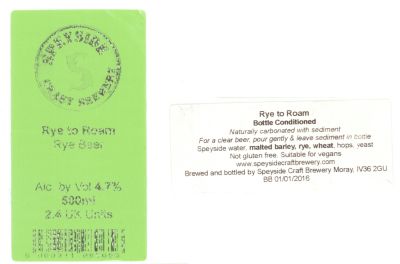 SPEYSIDE
S
CRAFT BREWERY
Rye to Roam
Rye Beer
Alc by Vol 4.7%
500ml
2.4 UK Units
Rye to Roam
Bottle Conditioned
Naturally carbonated with sediment
For a clear beer, pour gently & leave sediment in bottle
Speyside water, malted barley, rye, wheat, hops, yeast
Not gluten free. Suitable for vegans
www.speysidecraftbrewery.com
Brewed and bottled by Speyside Craft Brewery Moray, IV36 2GU
BB 01/01/2016